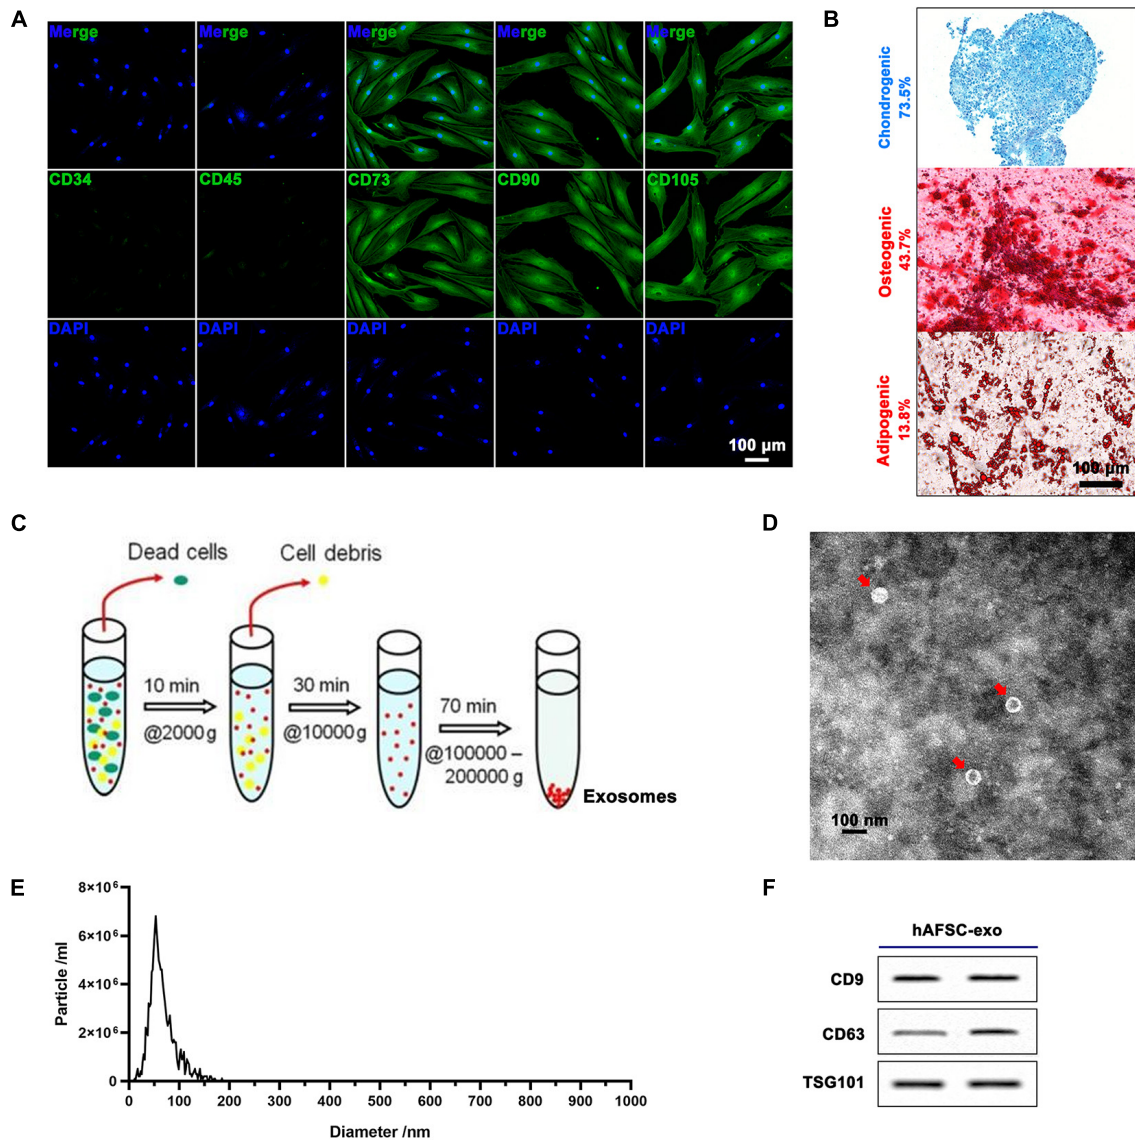 A
Merge Merge Merge Merge Merge
CD34 CD45 CD73 CD90 CD105
DAPI DAPI DAPI DAPI DAPI
100 µm
B
Chondrogenic
73.5%
Osteogenic
43.7%
Adipogenic
13.8%
100 µm
C
Dead cells
Cell debris
10 min
@2000g
30 min
@10000g
70 min
@100000 –
200000 g
Exosomes
D
100 nm
E
Particle /ml
8×10⁶
6×10⁶
4×10⁶
2×10⁶
0
0 100 200 300 400 500 600 700 800 900 1000
Diameter /nm
F
hAFSC-exo
CD9
CD63
TSG101